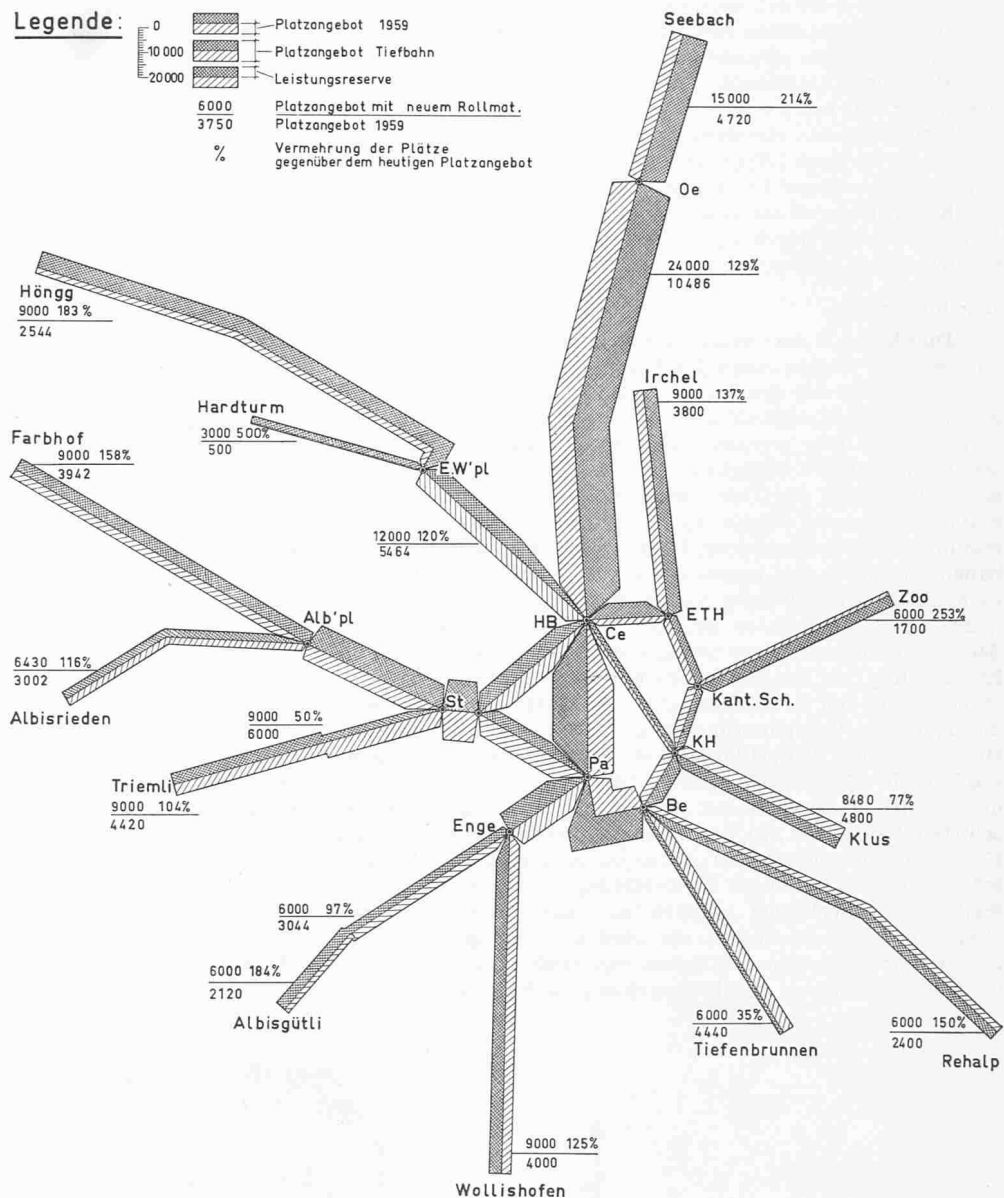 Legende:
0
10 000
20 000
Platzangebot 1959
Platzangebot Tiefbahn
Leistungsreserve
6000
3750
Platzangebot mit neuem Rollmat.
Platzangebot 1959
%
Vermehrung der Plätze
gegenüber dem heutigen Platzangebot
Seebach
15000 214%
4720
Oe
24000 129%
10486
Höngg
9000 183 %
2544
Irchel
9000 137%
3800
Hardturm
3000 500%
500
Farbhof
9000 158%
3942
E.W'pl
12000 120%
5464
Zoo
6000 253%
1700
HB
Ce
ETH
Alb'pl
6430 116%
3002
Albisrieden
St
Kant. Sch.
9000 50%
6000
KH
Triemli
9000 104%
4420
Pa
Be
8480 77%
4800
Klus
Enge
6000 97%
3044
6000 184%
2120
Albisgütli
6000 35%
4440
Tiefenbrunnen
6000 150%
2400
Rehalp
9000 125%
4000
Wollishofen